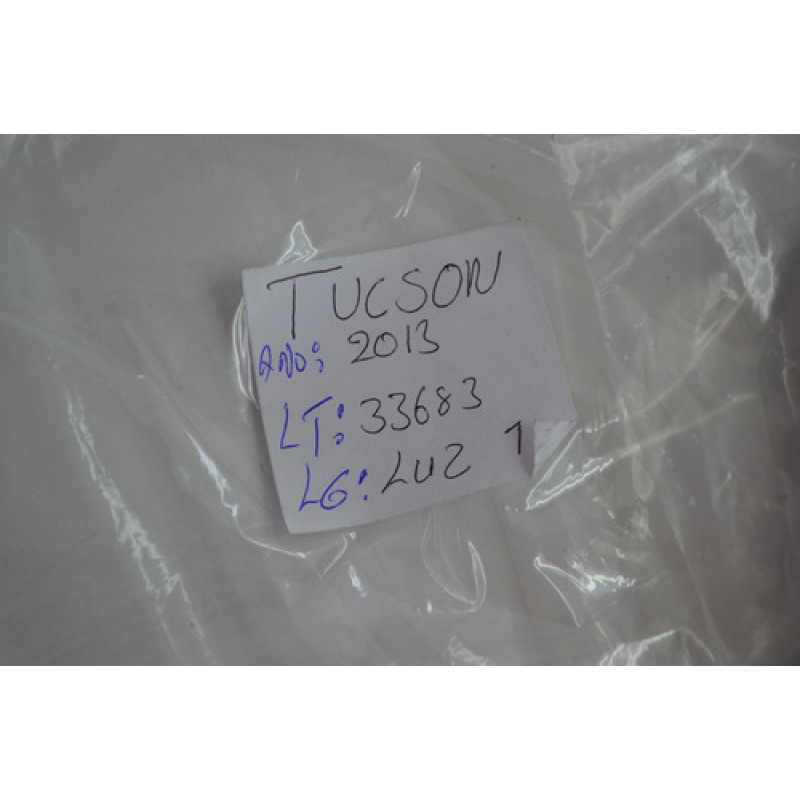 TUCSON
ANO: 2013
LT: 33683
LG: LUZ 1